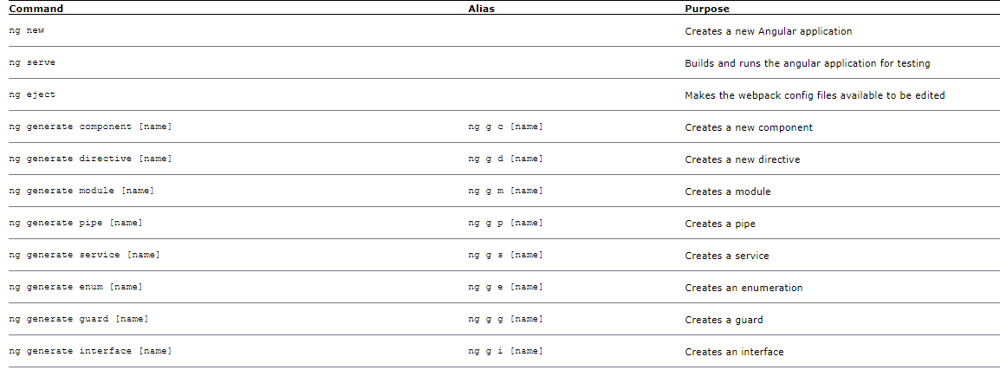 Command Alias Purpose
ng new Creates a new Angular application
ng serve Builds and runs the angular application for testing
ng eject Makes the webpack config files available to be edited
ng generate component [name] ng g c [name] Creates a new component
ng generate directive [name] ng g d [name] Creates a new directive
ng generate module [name] ng g m [name] Creates a module
ng generate pipe [name] ng g p [name] Creates a pipe
ng generate service [name] ng g s [name] Creates a service
ng generate enum [name] ng g e [name] Creates an enumeration
ng generate guard [name] ng g g [name] Creates a guard
ng generate interface [name] ng g i [name] Creates an interface